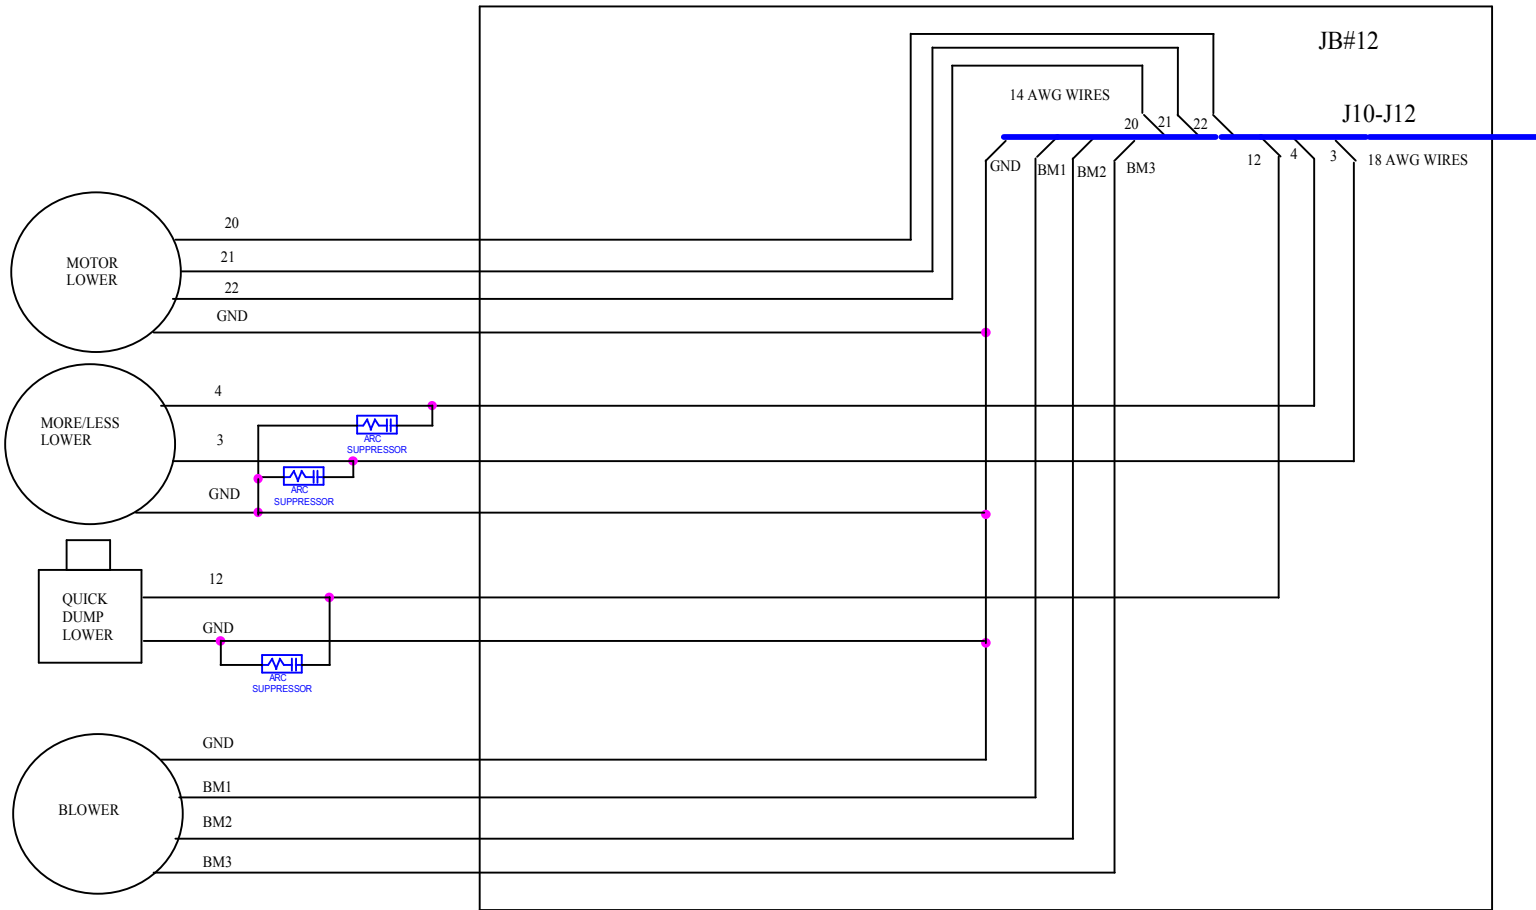 JB#12
14 AWG WIRES
J10-J12
20
21
22
GND
BM1
BM2
BM3
12
4
3
18 AWG WIRES
MOTOR
LOWER
20
21
22
GND
MORE/LESS
LOWER
4
ARC
SUPPRESSOR
3
ARC
SUPPRESSOR
GND
QUICK
DUMP
LOWER
12
GND
ARC
SUPPRESSOR
BLOWER
GND
BM1
BM2
BM3